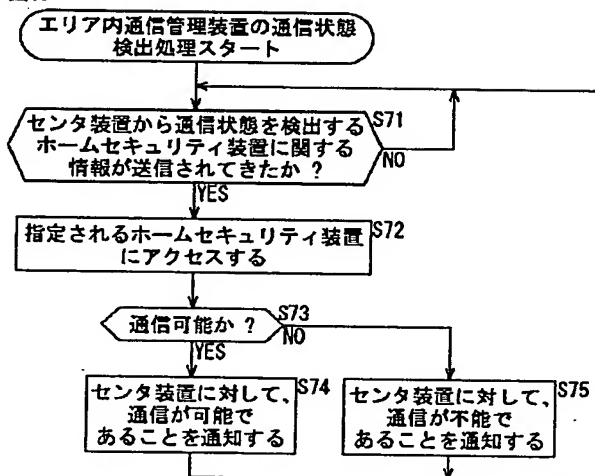 エリア内通信管理装置の通信状態
検出処理スタート
センタ装置から通信状態を検出する
ホームセキュリティ装置に関する
情報が送信されてきたか ?
S71
NO
YES
指定されるホームセキュリティ装置
にアクセスする
S72
通信可能か ?
S73
NO
YES
センタ装置に対して、
通信が可能で
あることを通知する
S74
センタ装置に対して、
通信が不能で
あることを通知する
S75